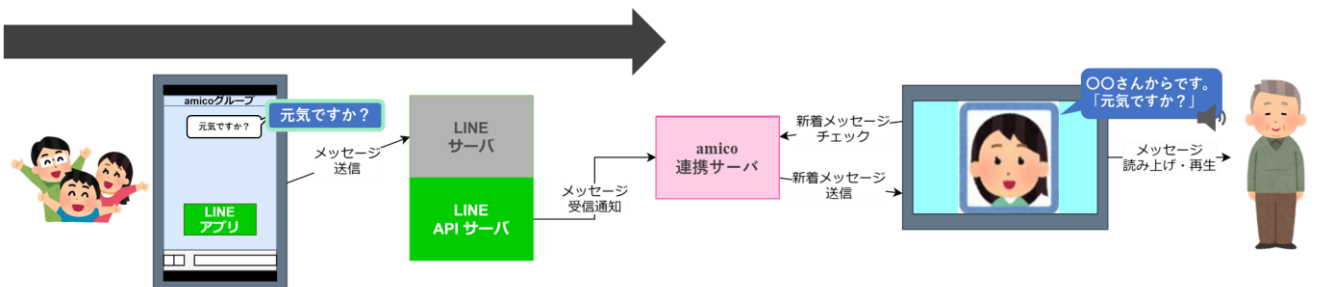 amicoグループ
元気ですか？
元気ですか？
LINE
アプリ
メッセージ
送信
LINE
サーバ
LINE
API サーバ
メッセージ
受信通知
amico
連携サーバ
新着メッセージ
チェック
新着メッセージ
送信
〇〇さんからです。
「元気ですか？」
メッセージ
読み上げ・再生